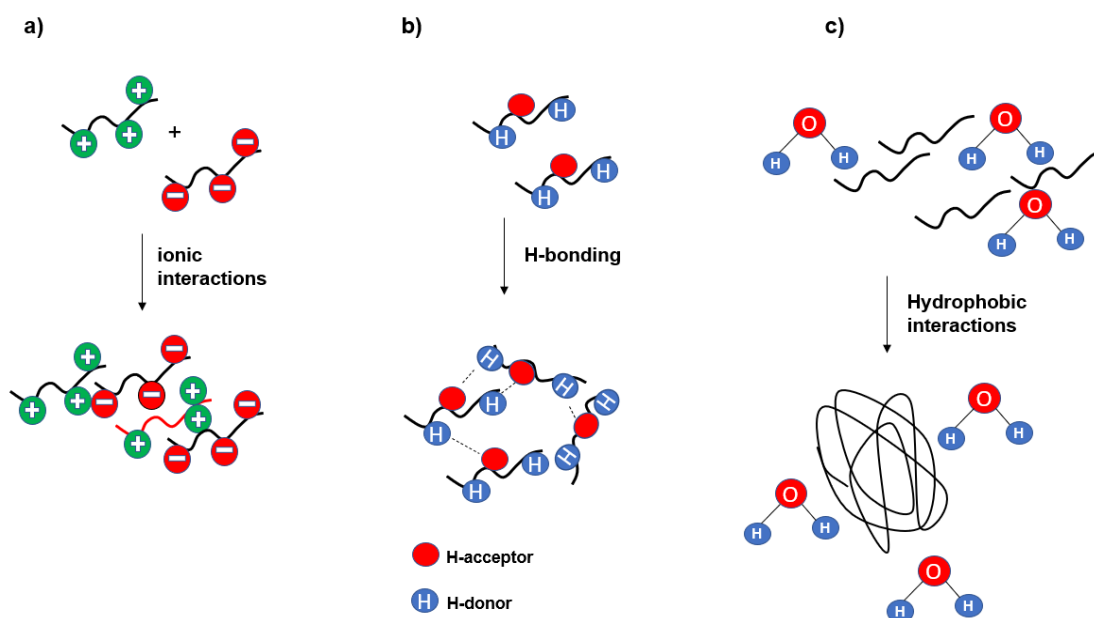 a)
+ + + +
+
− − −
ionic
interactions
+ − +
+ + − − + −
+ − −
b)
H H
H H
H-bonding
H
H H H
H H
H H
H-acceptor
H H-donor
c)
O H H
O H H
O H H
Hydrophobic
interactions
O H H
O H H
O H H